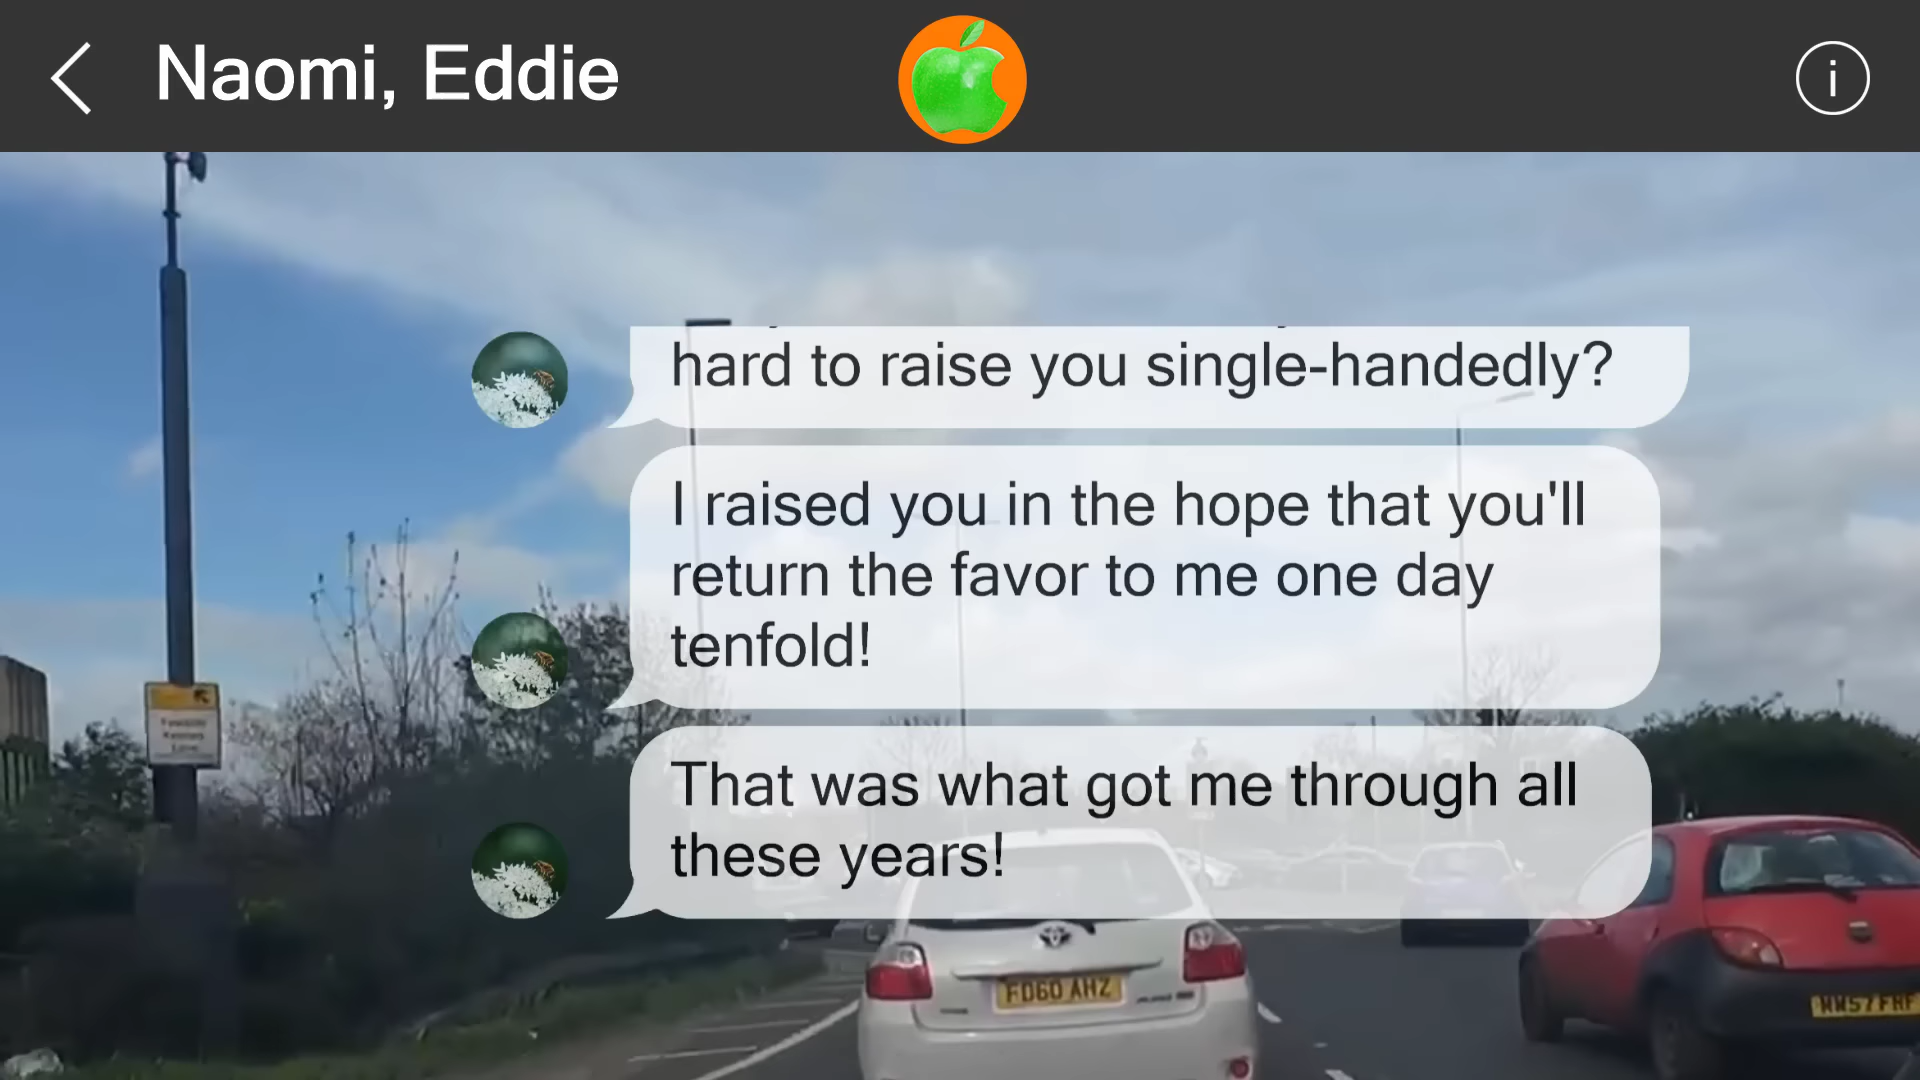 Naomi, Eddie
i
hard to raise you single-handedly?
I raised you in the hope that you'll
return the favor to me one day
tenfold!
That was what got me through all
these years!
FD60 AHZ